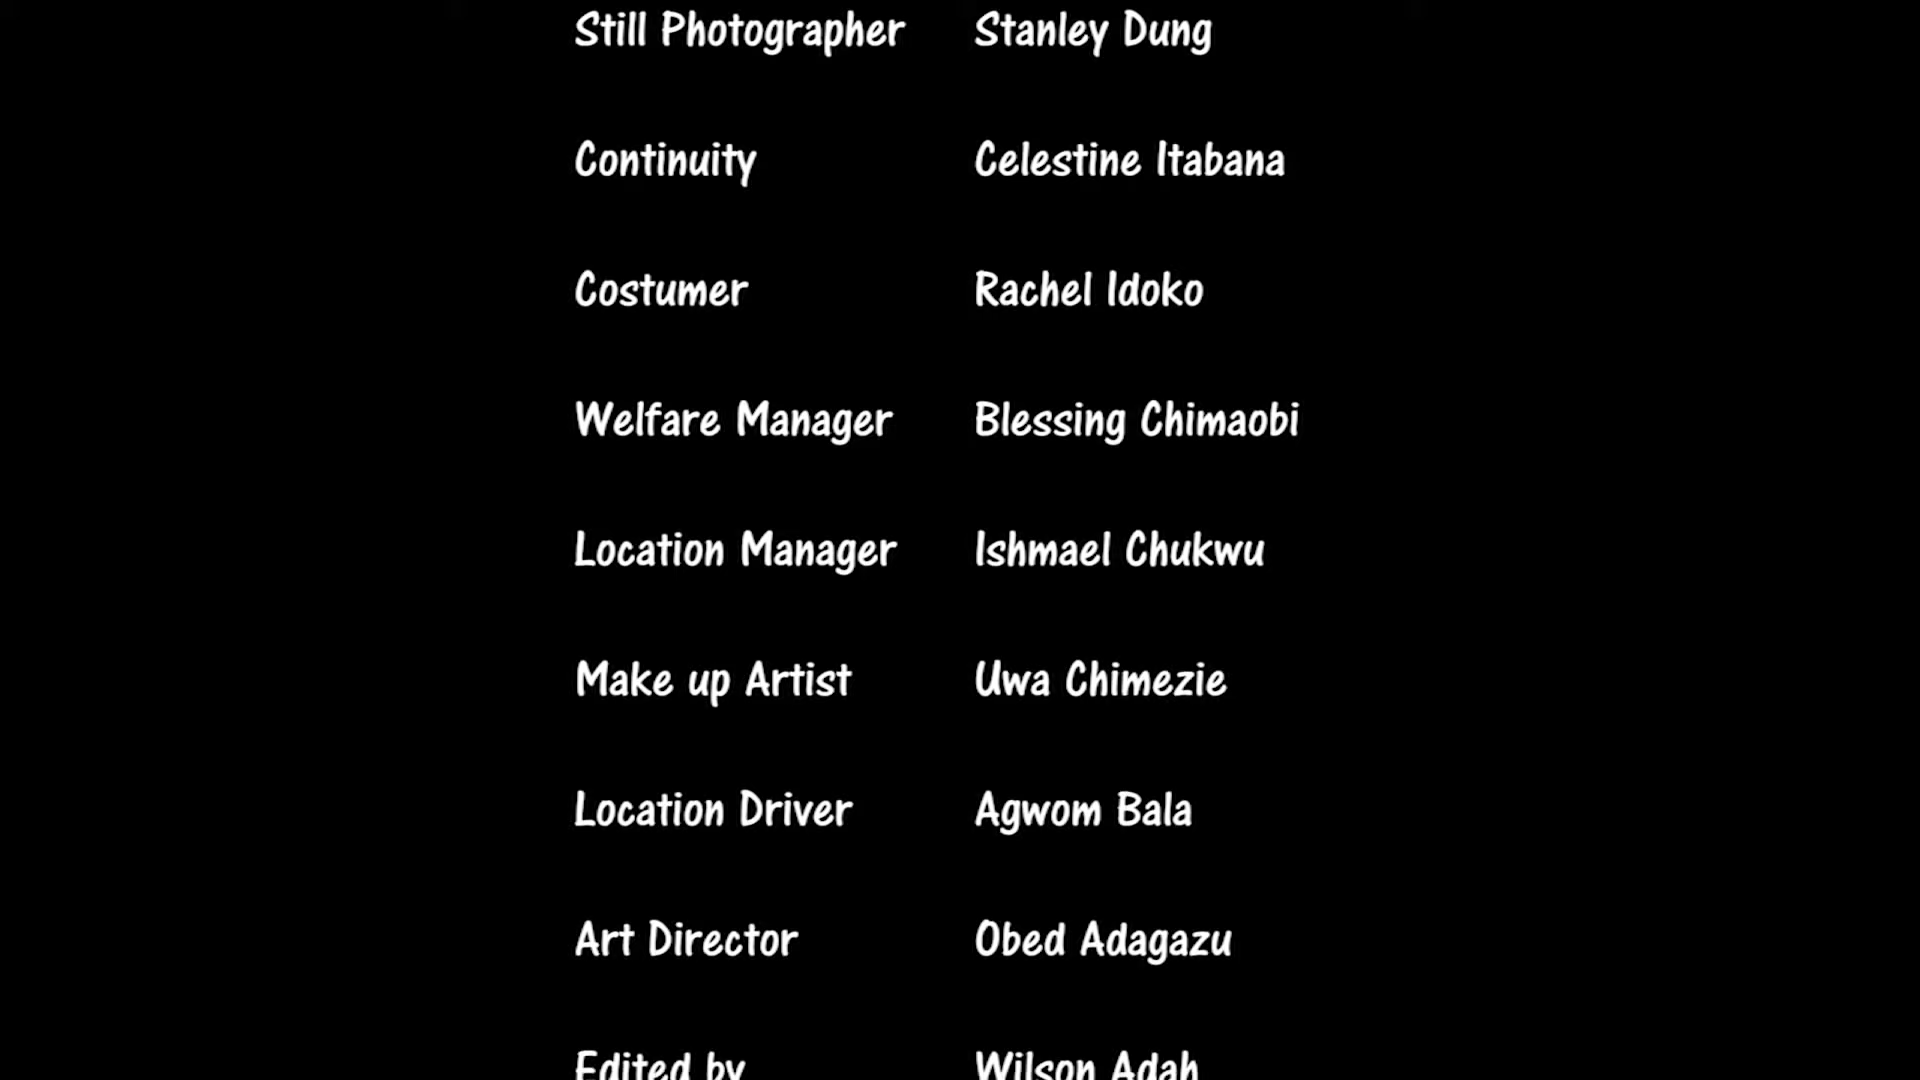 Still Photographer Stanley Dung
Continuity Celestine Itabana
Costumer Rachel Idoko
Welfare Manager Blessing Chimaobi
Location Manager Ishmael Chukwu
Make up Artist Uwa Chimezie
Location Driver Agwom Bala
Art Director Obed Adagazu
Edited by Wilson Adah